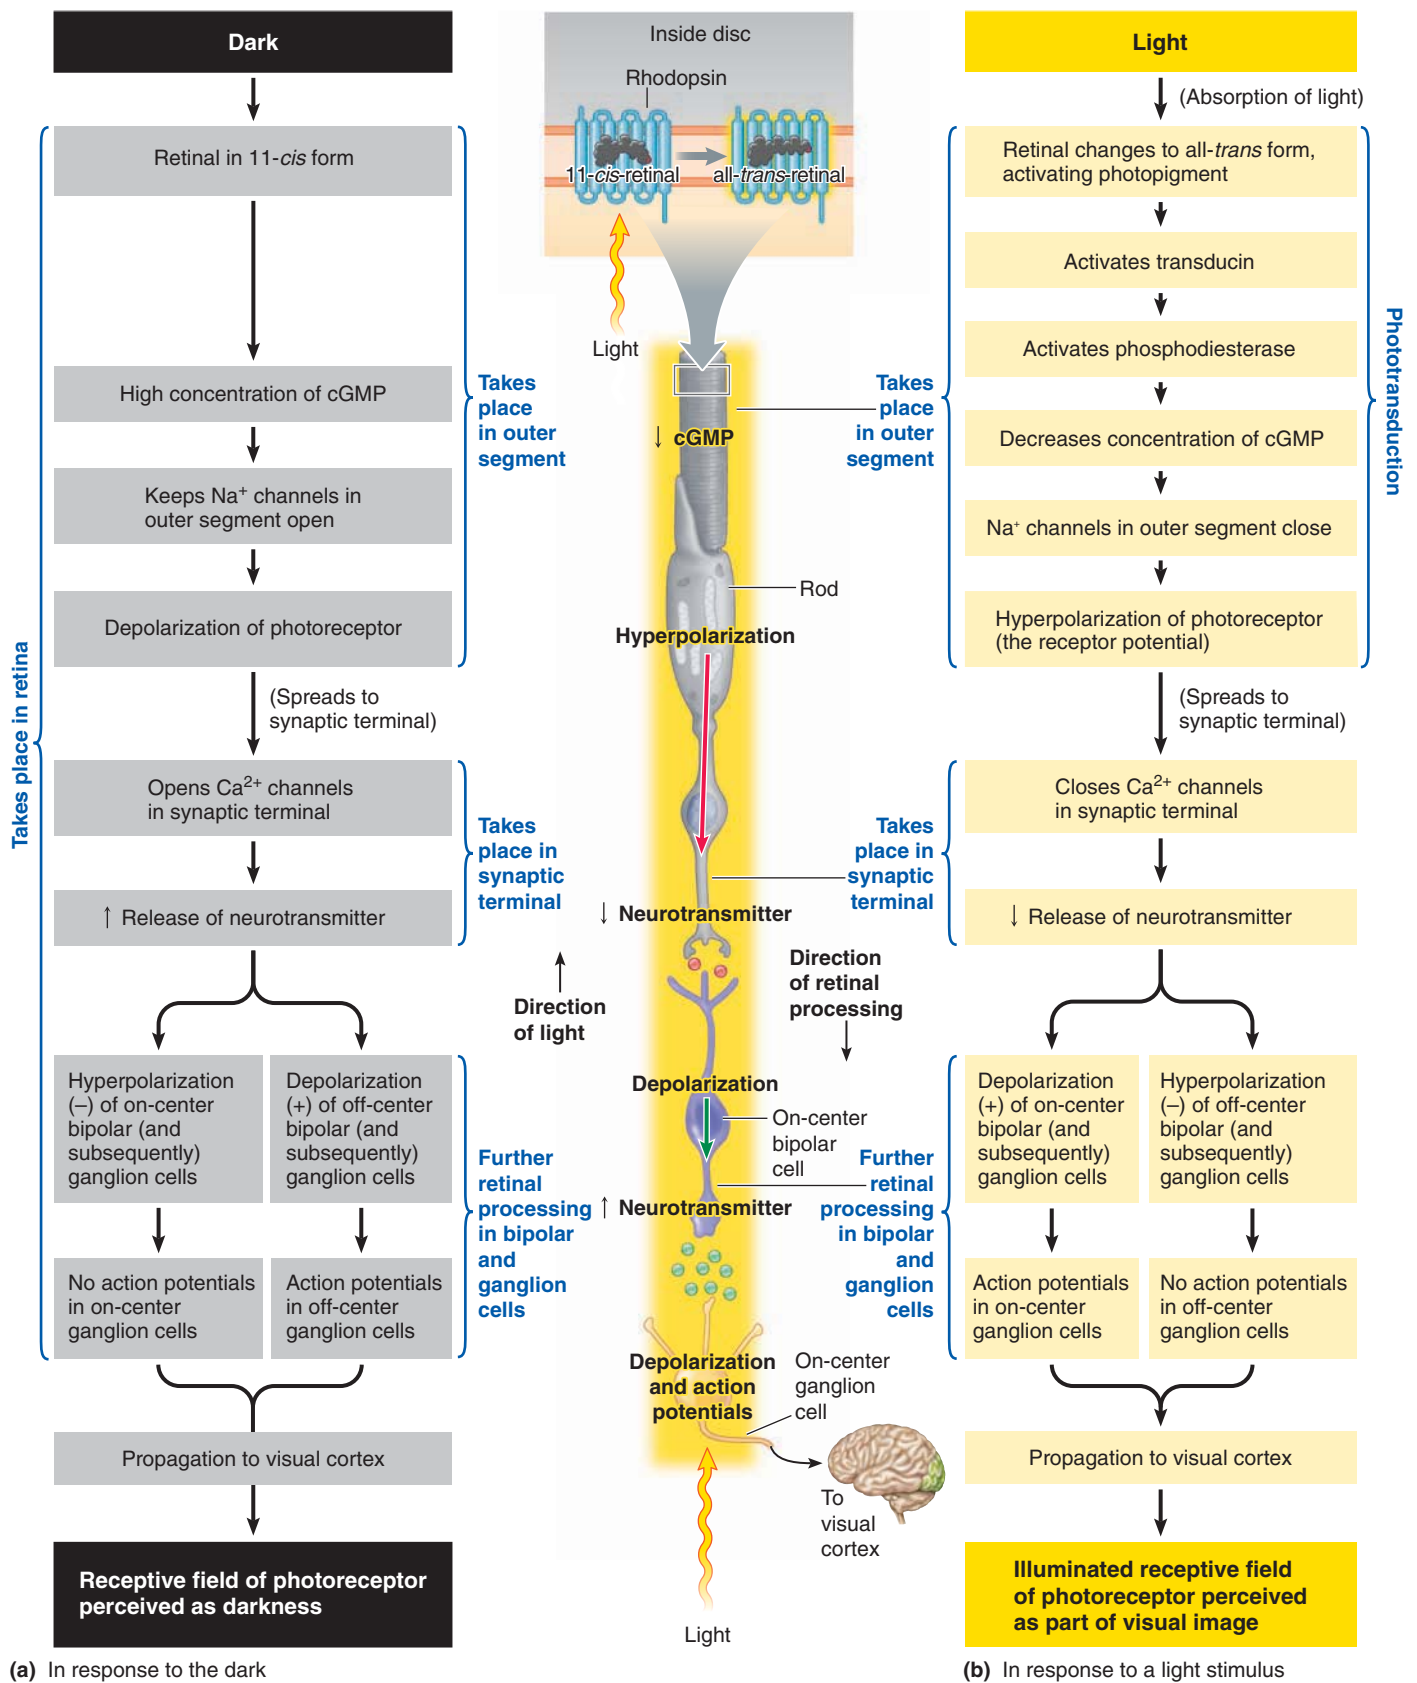 Dark
Retinal in 11-cis form
High concentration of cGMP
Keeps Na⁺ channels in
outer segment open
Depolarization of photoreceptor
(Spreads to
synaptic terminal)
Opens Ca²⁺ channels
in synaptic terminal
↑ Release of neurotransmitter
Hyperpolarization
(–) of on-center
bipolar (and
subsequently)
ganglion cells
Depolarization
(+) of off-center
bipolar (and
subsequently)
ganglion cells
No action potentials
in on-center
ganglion cells
Action potentials
in off-center
ganglion cells
Propagation to visual cortex
Receptive field of photoreceptor
perceived as darkness
(a) In response to the dark
Takes place in retina
Takes
place
in outer
segment
Takes
place in
synaptic
terminal
Further
retinal
processing
in bipolar
and
ganglion
cells
Inside disc
Rhodopsin
11-cis-retinal
all-trans-retinal
Light
↓ cGMP
Rod
Hyperpolarization
↓ Neurotransmitter
Direction
of light
Direction
of retinal
processing
Depolarization
On-center
bipolar
cell
↑ Neurotransmitter
Depolarization
and action
potentials
On-center
ganglion
cell
To
visual
cortex
Light
Takes
place
in outer
segment
Takes
place in
synaptic
terminal
Further
retinal
processing
in bipolar
and
ganglion
cells
Light
(Absorption of light)
Retinal changes to all-trans form,
activating photopigment
Activates transducin
Activates phosphodiesterase
Decreases concentration of cGMP
Na⁺ channels in outer segment close
Hyperpolarization of photoreceptor
(the receptor potential)
Phototransduction
(Spreads to
synaptic terminal)
Closes Ca²⁺ channels
in synaptic terminal
↓ Release of neurotransmitter
Depolarization
(+) of on-center
bipolar (and
subsequently)
ganglion cells
Hyperpolarization
(–) of off-center
bipolar (and
subsequently)
ganglion cells
Action potentials
in on-center
ganglion cells
No action potentials
in off-center
ganglion cells
Propagation to visual cortex
Illuminated receptive field
of photoreceptor perceived
as part of visual image
(b) In response to a light stimulus